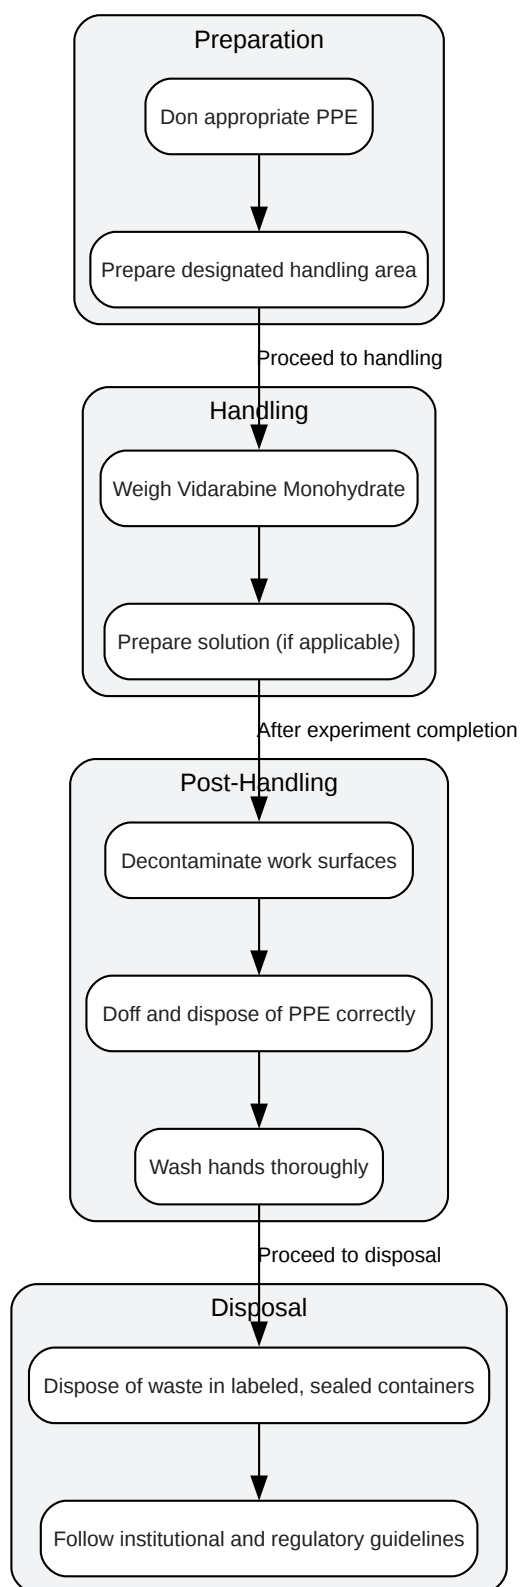 Preparation
Don appropriate PPE
Prepare designated handling area
Proceed to handling
Handling
Weigh Vidarabine Monohydrate
Prepare solution (if applicable)
After experiment completion
Post-Handling
Decontaminate work surfaces
Doff and dispose of PPE correctly
Wash hands thoroughly
Proceed to disposal
Disposal
Dispose of waste in labeled, sealed containers
Follow institutional and regulatory guidelines